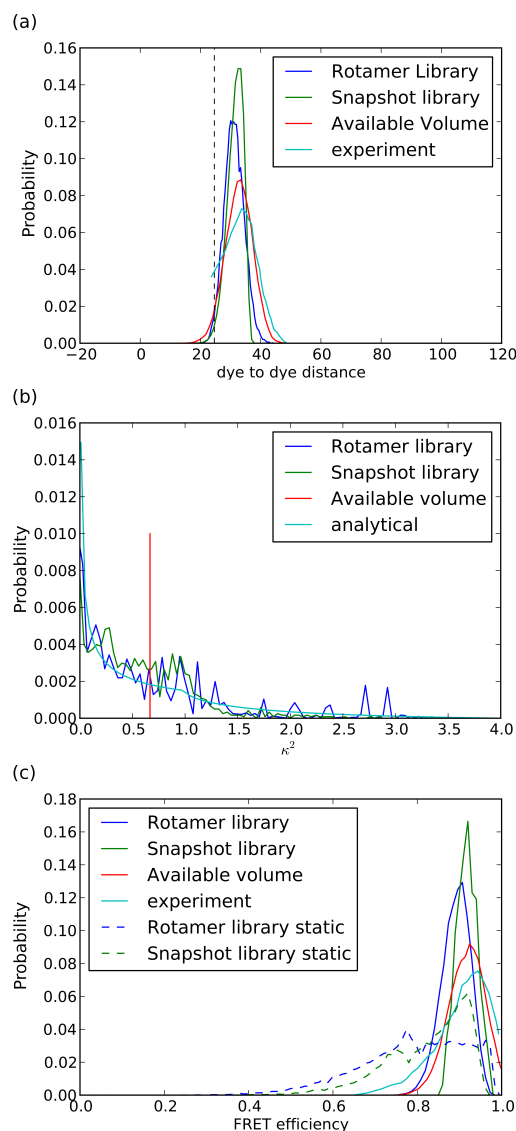 (a)
0.16
0.14
0.12
0.10
0.08
0.06
0.04
0.02
0.00
Probability
Rotamer Library
Snapshot library
Available Volume
experiment
−20 0 20 40 60 80 100 120
dye to dye distance
(b)
0.016
0.014
0.012
0.010
0.008
0.006
0.004
0.002
0.000
Probability
Rotamer library
Snapshot library
Available volume
analytical
0.0 0.5 1.0 1.5 2.0 2.5 3.0 3.5 4.0
κ²
(c)
0.18
0.16
0.14
0.12
0.10
0.08
0.06
0.04
0.02
0.00
Probability
Rotamer library
Snapshot library
Available volume
experiment
Rotamer library static
Snapshot library static
0.0 0.2 0.4 0.6 0.8 1.0
FRET efficiency